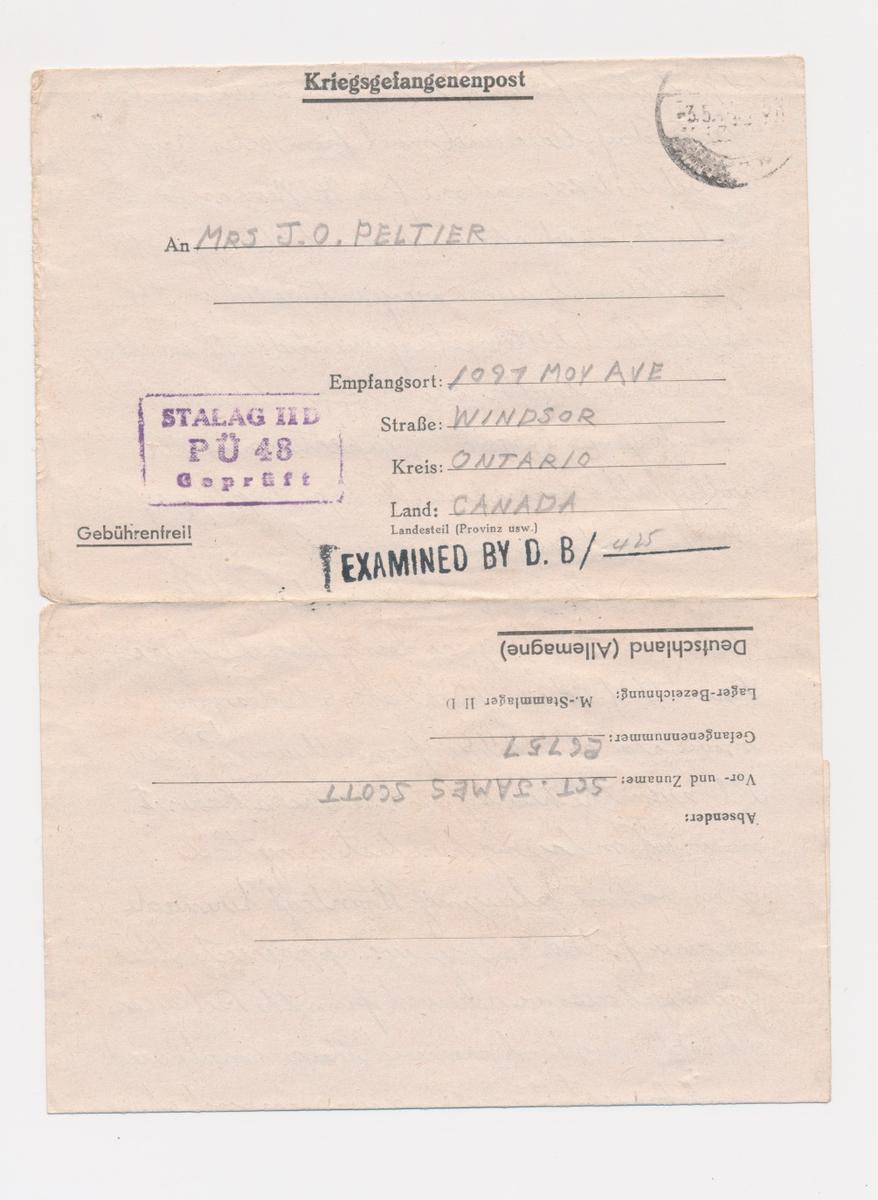 Kriegsgefangenenpost
-3.5.
An MRS J.O. PELTIER
Empfangsort: 1097 MOY AVE
Straße: WINDSOR
Kreis: ONTARIO
Land: CANADA
Landesteil (Provinz usw.)
STALAG IID
PÜ 48
Geprüft
Gebührenfrei!
EXAMINED BY D. B/ 425
Absender:
Vor- und Zuname: SGT. JAMES SCOTT
Gefangenennummer: 26757
Lager-Bezeichnung: M.-Stammlager II D
Deutschland (Allemagne)